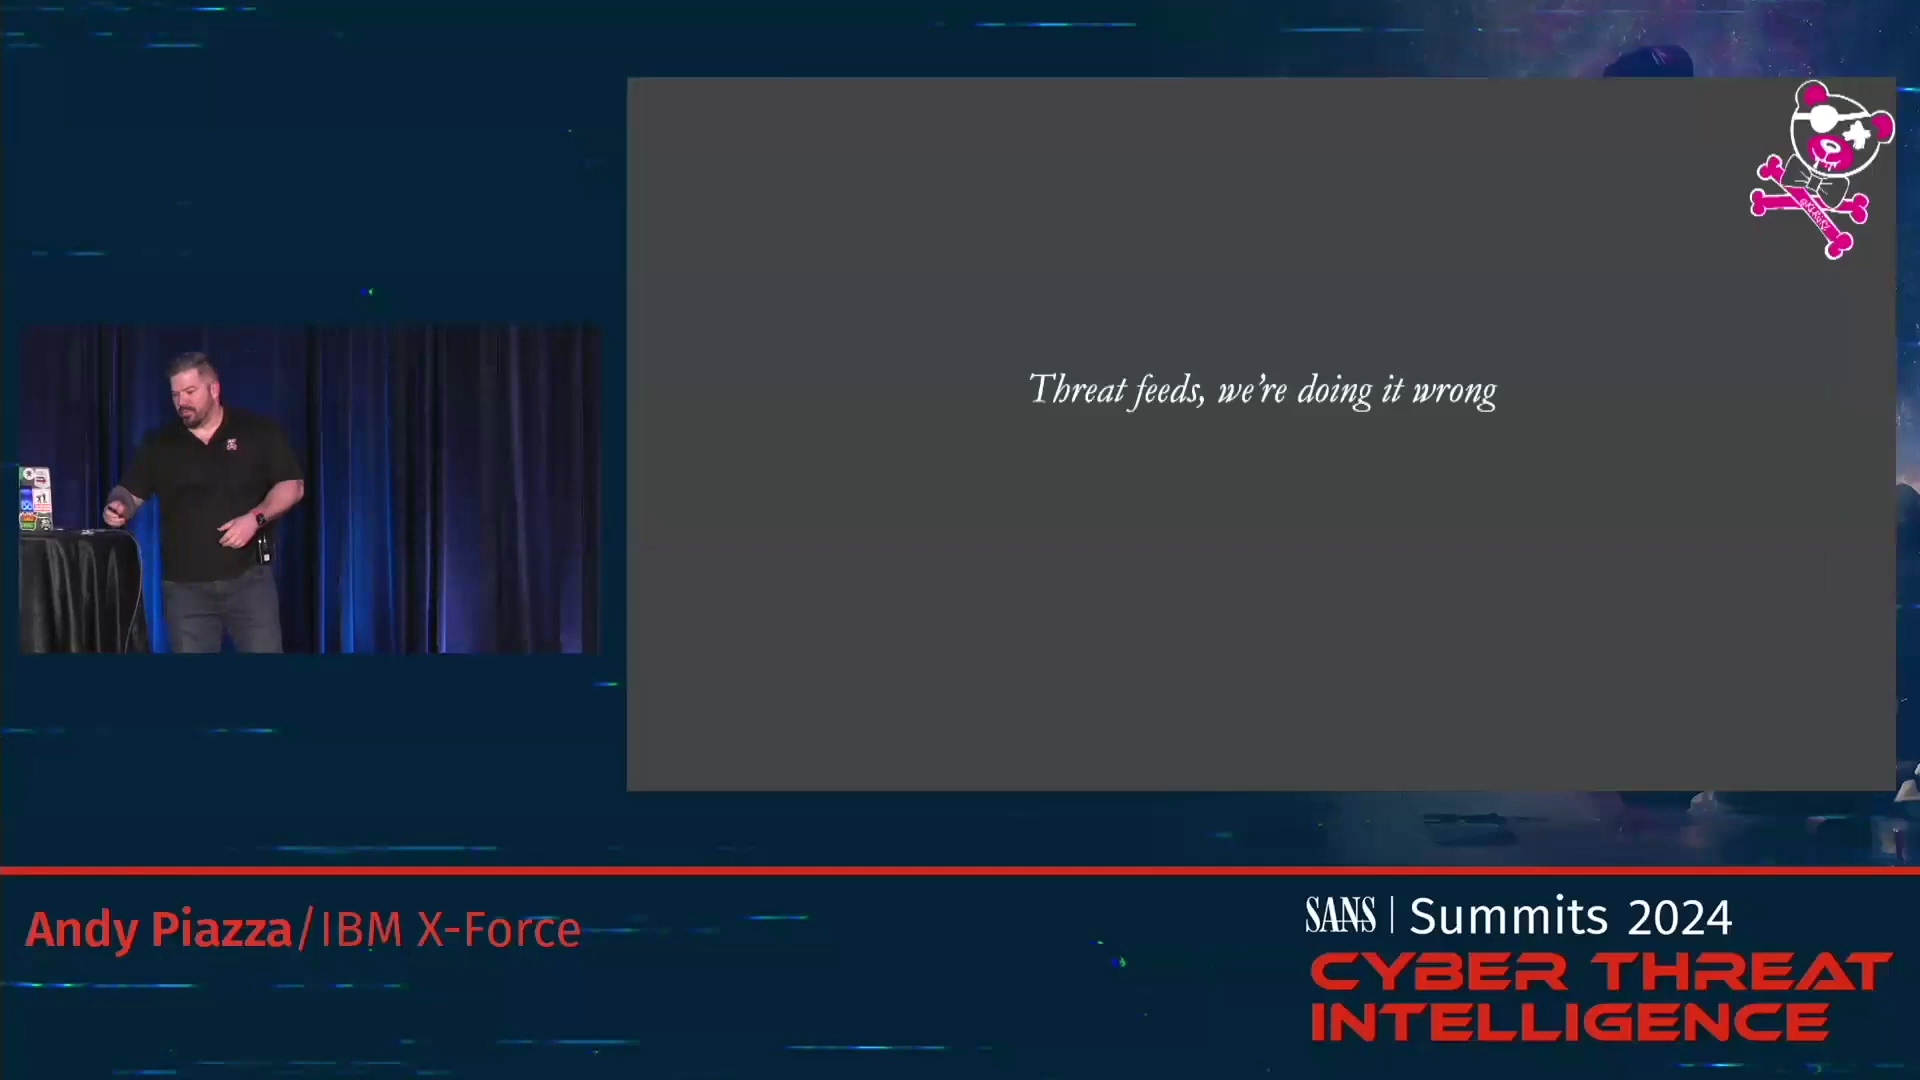 Threat feeds, we're doing it wrong
Andy Piazza/IBM X-Force
SANS | Summits 2024
CYBER THREAT
INTELLIGENCE